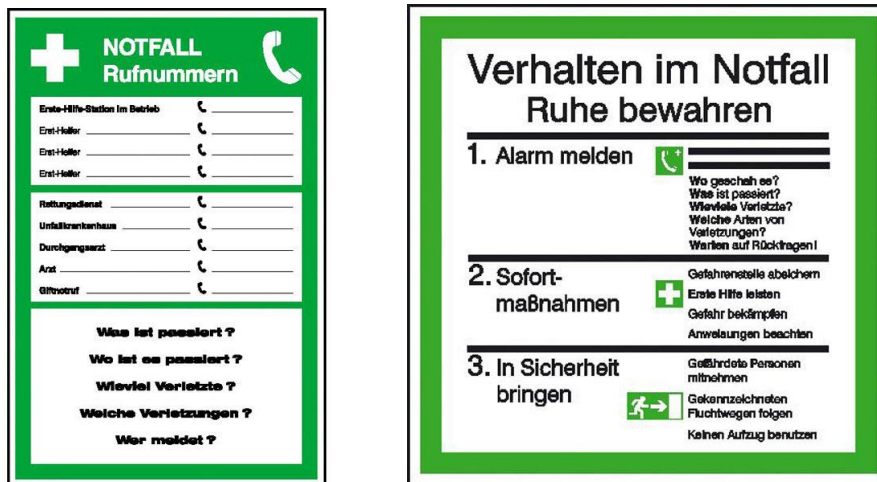 NOTFALL
Rufnummern
Erste-Hilfe-Station im Betrieb
Erst-Helfer
Erst-Helfer
Erst-Helfer
Rettungsdienst
Unfallkrankenhaus
Durchgangsarzt
Arzt
Giftnotruf
Was ist passiert ?
Wo ist es passiert ?
Wieviel Verletzte ?
Welche Verletzungen ?
Wer meldet ?
Verhalten im Notfall
Ruhe bewahren
1. Alarm melden
Wo geschah es?
Was ist passiert?
Wieviele Verletzte?
Welche Arten von
Verletzungen?
Warten auf Rückfragen!
2. Sofort-
maßnahmen
Gefahrenstelle absichern
Erste Hilfe leisten
Gefahr bekämpfen
Anweisungen beachten
3. In Sicherheit
bringen
Gefährdete Personen
mitnehmen
Gekennzeichneten
Fluchtwegen folgen
Keinen Aufzug benutzen